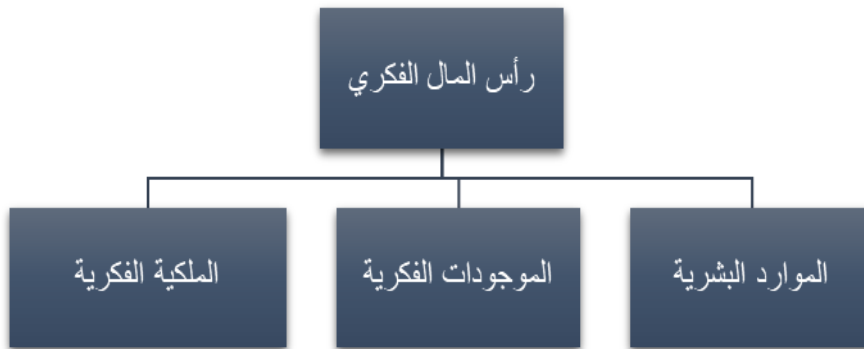 رأس المال الفكري
الموارد البشرية
الموجودات الفكرية
الملكية الفكرية